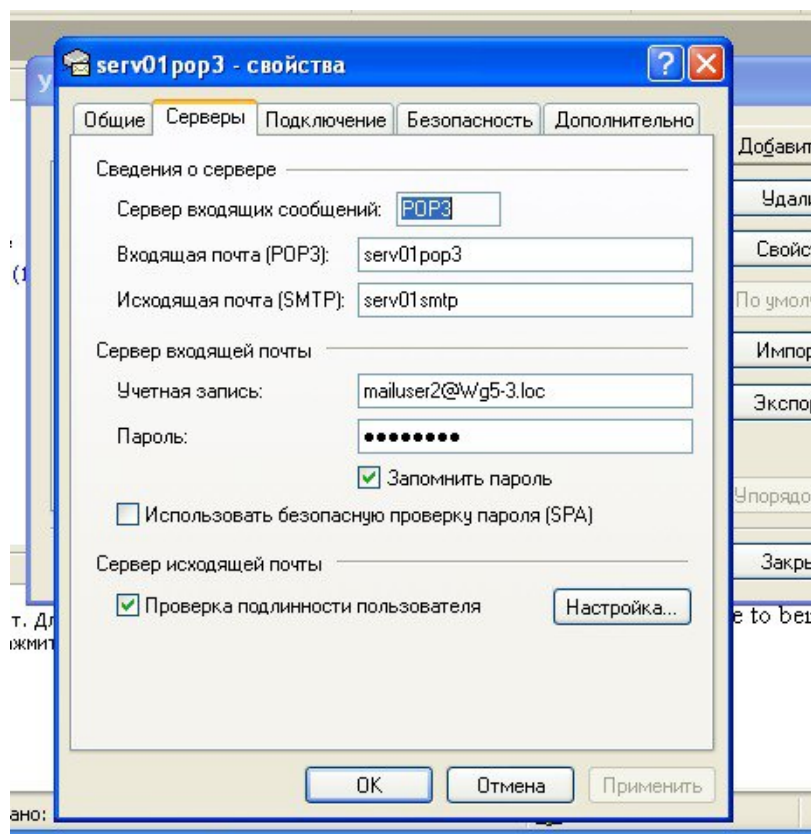 serv01pop3 - свойства
Общие Серверы Подключение Безопасность Дополнительно
Сведения о сервере
Сервер входящих сообщений: POP3
Входящая почта (POP3): serv01pop3
Исходящая почта (SMTP): serv01smtp
Сервер входящей почты
Учетная запись: mailuser2@Wg5-3.loc
Пароль: ●●●●●●●●
Запомнить пароль
Использовать безопасную проверку пароля (SPA)
Сервер исходящей почты
Проверка подлинности пользователя Настройка...
OK Отмена Применить
Добавит
Удали
Свойс
По умол
Импор
Экспор
Упорядо
Закры
т. Дл
e to be
ажмит
ано: